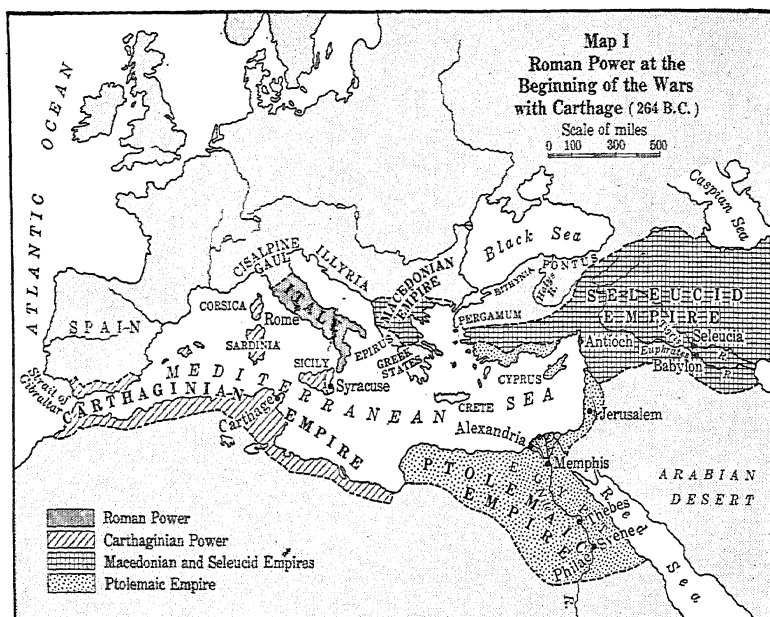 Map I
Roman Power at the
Beginning of the Wars
with Carthage (264 B.C.)
Scale of miles
0 100 300 500
ATLANTIC OCEAN
Caspian Sea
Black Sea
CISALPINE
GAUL
ILLYRIA
ITALY
MACEDONIAN
EMPIRE
BITHYNIA
PONTUS
Halys
PERGAMUM
SELEUCID
EMPIRE
CORSICA
Rome
SPAIN
SARDINIA
EPIRUS
GREEK
STATES
Antioch
Tigris
Seleucia
R.
Euphrates
Babylon
R.
SICILY
Syracuse
CYPRUS
Strait of
Gibraltar
MEDITERRANEAN SEA
CARTHAGINIAN EMPIRE
Carthage
CRETE
Jerusalem
Alexandria
Memphis
PTOLEMAIC
EMPIRE
EGYPT
ARABIAN
DESERT
Red Sea
Thebes
Philae
Syene
R.
Roman Power
Carthaginian Power
Macedonian and Seleucid Empires
Ptolemaic Empire